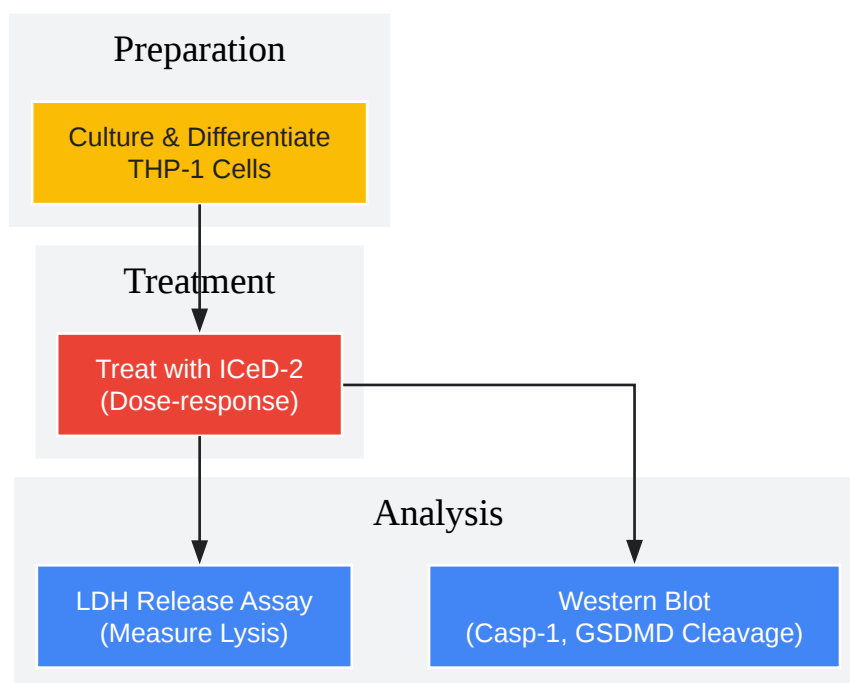 Preparation
Culture & Differentiate
THP-1 Cells
Treatment
Treat with ICeD-2
(Dose-response)
Analysis
LDH Release Assay
(Measure Lysis)
Western Blot
(Casp-1, GSDMD Cleavage)